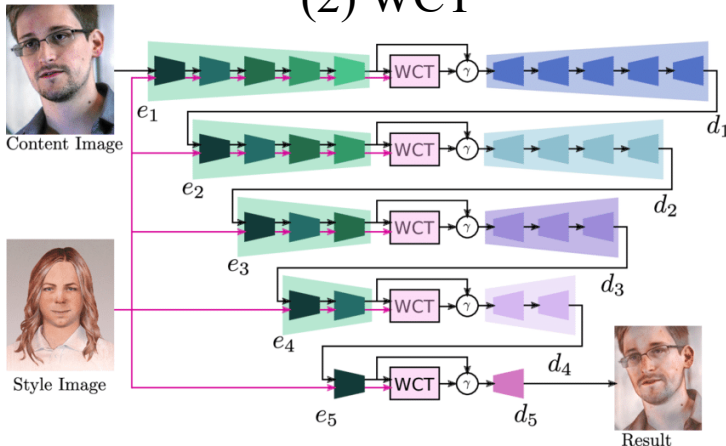 (2) WCT
WCT γ
e1 d1
Content Image
WCT γ
e2 d2
WCT γ
e3 d3
WCT γ
e4 d4
Style Image
WCT γ
e5 d5
Result